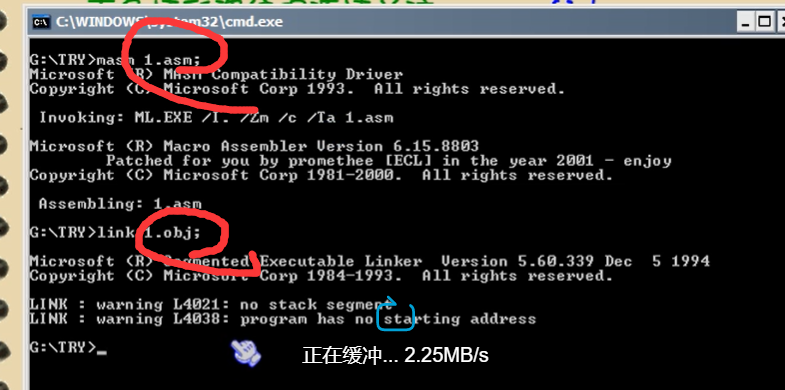 C:\WINDOWS\system32\cmd.exe
G:\TRY>masm 1.asm;
Microsoft (R) MASM Compatibility Driver
Copyright (C) Microsoft Corp 1993.  All rights reserved.
Invoking: ML.EXE /I. /Zm /c /Ta 1.asm
Microsoft (R) Macro Assembler Version 6.15.8803
Patched for you by promethee [ECL] in the year 2001 - enjoy
Copyright (C) Microsoft Corp 1981-2000.  All rights reserved.
Assembling: 1.asm
G:\TRY>link 1.obj;
Microsoft (R) Segmented Executable Linker  Version 5.60.339 Dec  5 1994
Copyright (C) Microsoft Corp 1984-1993.  All rights reserved.
LINK : warning L4021: no stack segment
LINK : warning L4038: program has no starting address
G:\TRY>_
正在缓冲... 2.25MB/s